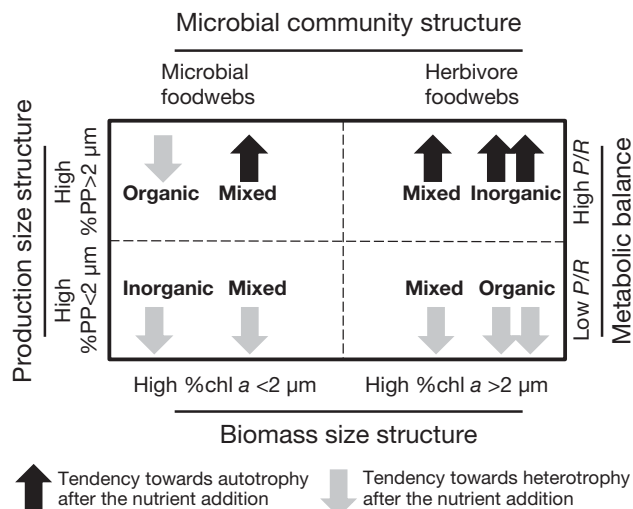 Microbial community structure
Microbial
foodwebs
Herbivore
foodwebs
Production size structure
High
%PP>2 µm
High
%PP<2 µm
Organic Mixed
Mixed Inorganic
Inorganic Mixed
Mixed Organic
High P/R
Low P/R
Metabolic balance
High %chl a <2 µm High %chl a >2 µm
Biomass size structure
Tendency towards autotrophy
after the nutrient addition
Tendency towards heterotrophy
after the nutrient addition